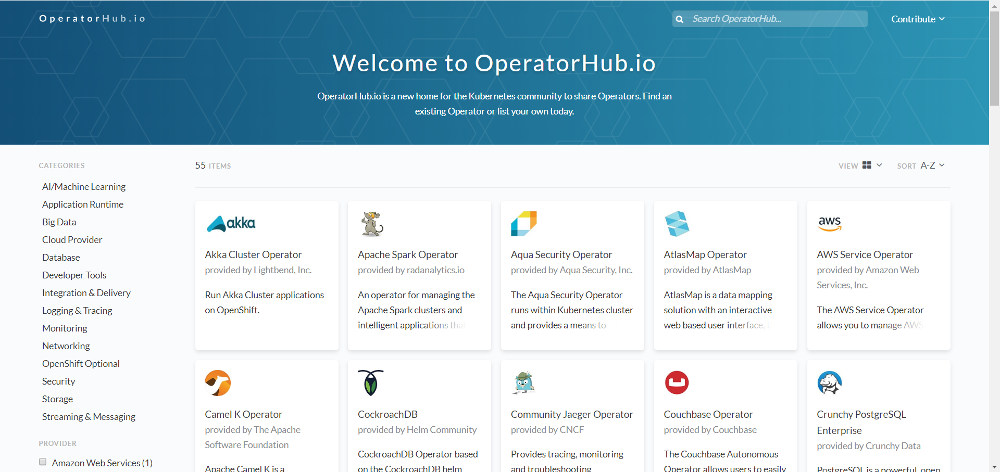 OperatorHub.io
Search OperatorHub...
Contribute
Welcome to OperatorHub.io
OperatorHub.io is a new home for the Kubernetes community to share Operators. Find an
existing Operator or list your own today.
CATEGORIES
AI/Machine Learning
Application Runtime
Big Data
Cloud Provider
Database
Developer Tools
Integration & Delivery
Logging & Tracing
Monitoring
Networking
OpenShift Optional
Security
Storage
Streaming & Messaging
PROVIDER
Amazon Web Services (1)
55 ITEMS
VIEW
SORT A-Z
akka
Akka Cluster Operator
provided by Lightbend, Inc.
Run Akka Cluster applications
on OpenShift.
Apache Spark Operator
provided by radanalytics.io
An operator for managing the
Apache Spark clusters and
intelligent applications that
Aqua Security Operator
provided by Aqua Security, Inc.
The Aqua Security Operator
runs within Kubernetes cluster
and provides a means to
AtlasMap Operator
provided by AtlasMap
AtlasMap is a data mapping
solution with an interactive
web based user interface,
aws
AWS Service Operator
provided by Amazon Web
Services, Inc.
The AWS Service Operator
allows you to manage AWS
Camel K Operator
provided by The Apache
Software Foundation
Apache Camel K is a
CockroachDB
provided by Helm Community
CockroachDB Operator based
on the CockroachDB helm
Community Jaeger Operator
provided by CNCF
Provides tracing, monitoring
and troubleshooting
Couchbase Operator
provided by Couchbase
The Couchbase Autonomous
Operator allows users to easily
Crunchy PostgreSQL
Enterprise
provided by Crunchy Data
PostgreSQL is a powerful, open